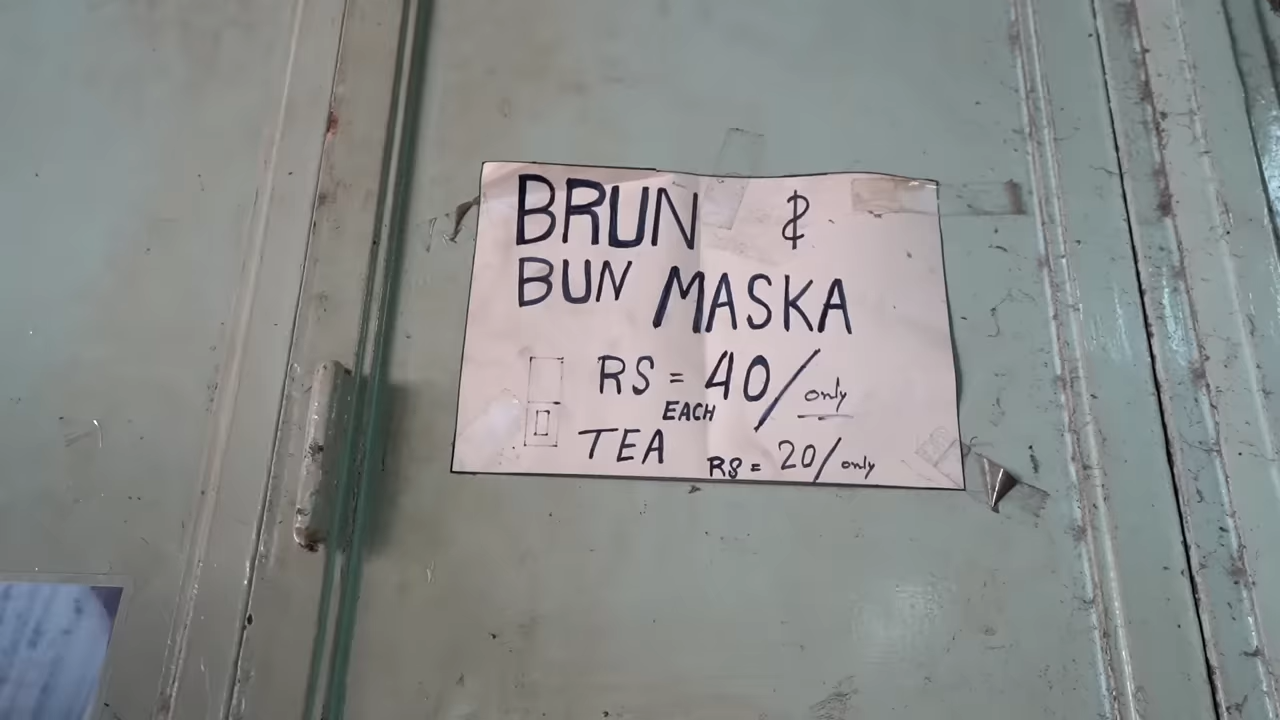 BRUN &
BUN MASKA
RS = 40/ only
EACH
TEA RS = 20/ only